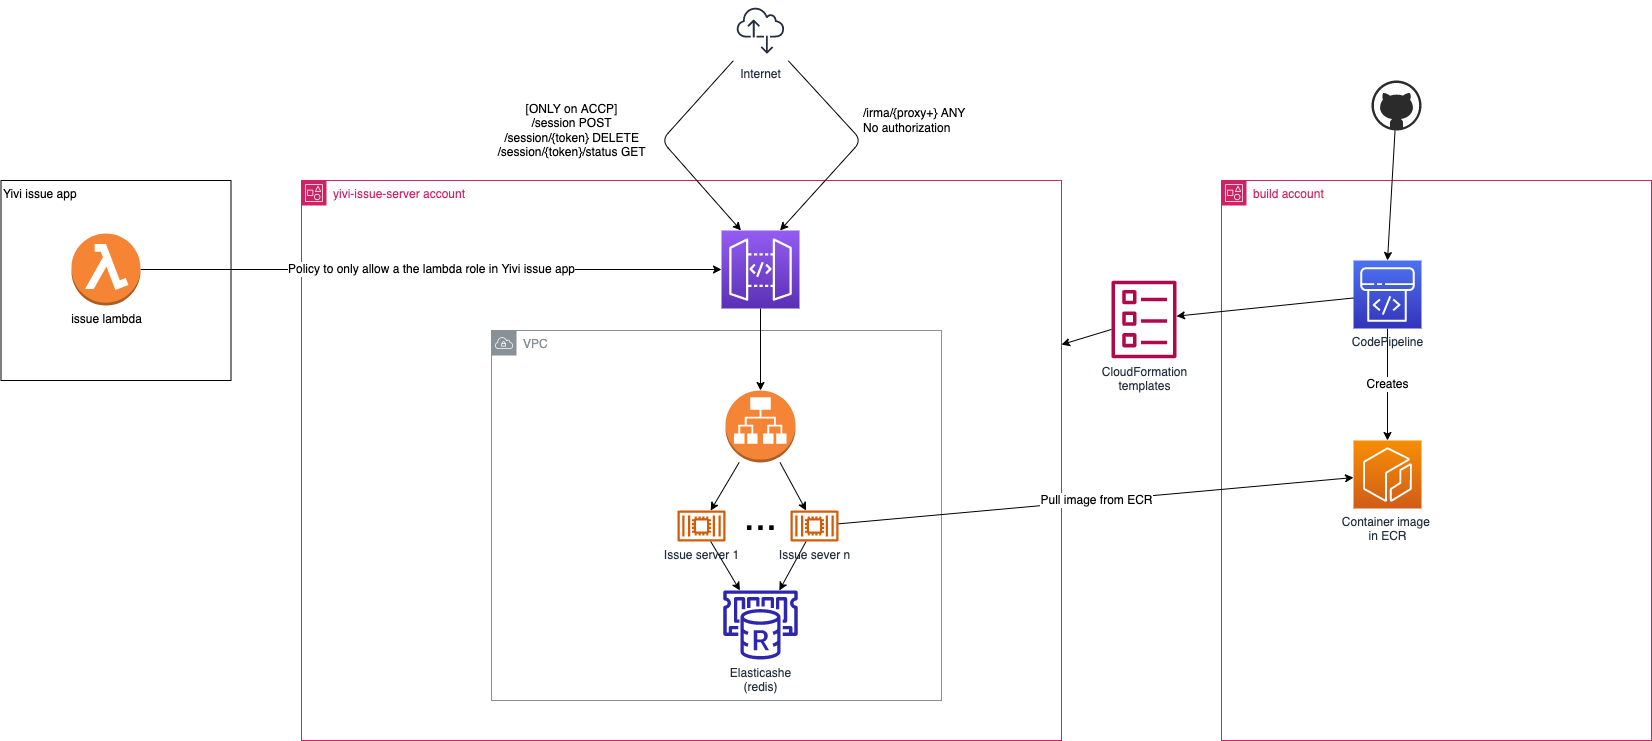 Internet
[ONLY on ACCP]
/session POST
/session/{token} DELETE
/session/{token}/status GET
/irma/{proxy+} ANY
No authorization
Yivi issue app
issue lambda
yivi-issue-server account
Policy to only allow a the lambda role in Yivi issue app
VPC
Issue server 1
...
Issue sever n
Elasticashe
(redis)
CloudFormation
templates
build account
CodePipeline
Creates
Pull image from ECR
Container image
in ECR